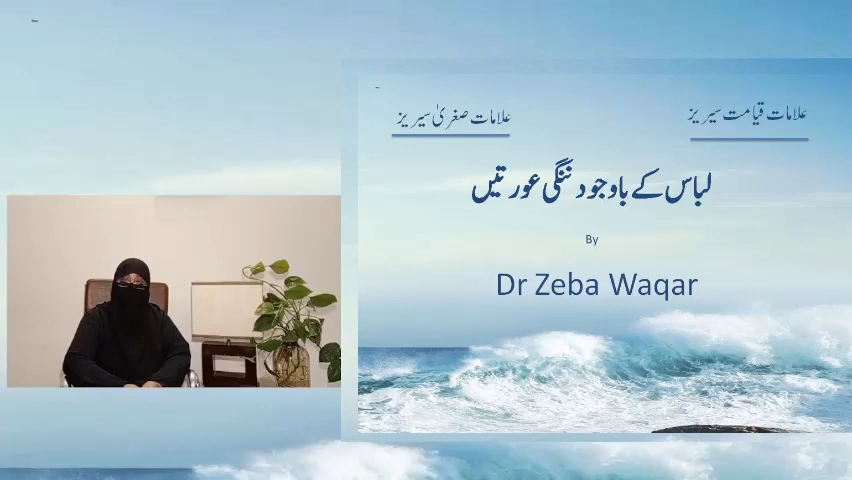 علامات قیامت سیریز
علامات صغریٰ سیریز
لباس کے باوجود ننگی عورتیں
By
Dr Zeba Waqar